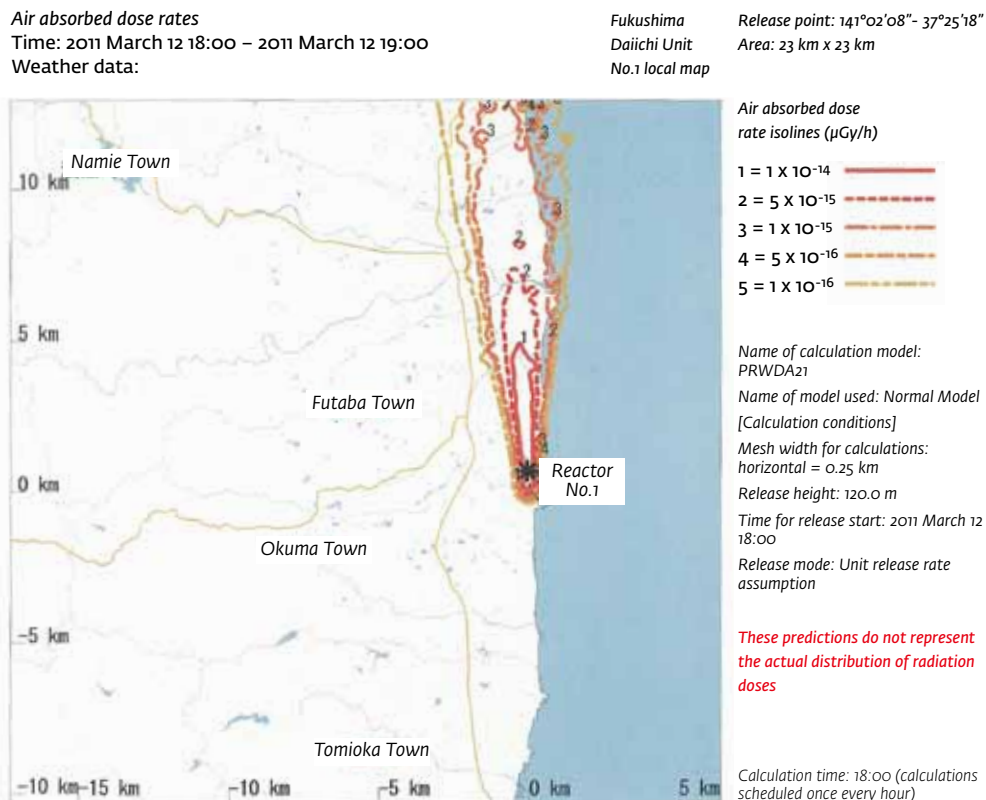 Air absorbed dose rates
Time: 2011 March 12 18:00 – 2011 March 12 19:00
Weather data:
Fukushima
Daiichi Unit
No.1 local map
Release point: 141°02'08"- 37°25'18"
Area: 23 km x 23 km
Air absorbed dose
rate isolines (µGy/h)
1 = 1 X 10-14
2 = 5 X 10-15
3 = 1 X 10-15
4 = 5 X 10-16
5 = 1 X 10-16
Name of calculation model:
PRWDA21
Name of model used: Normal Model
[Calculation conditions]
Mesh width for calculations:
horizontal = 0.25 km
Release height: 120.0 m
Time for release start: 2011 March 12
18:00
Release mode: Unit release rate
assumption
These predictions do not represent
the actual distribution of radiation
doses
Calculation time: 18:00 (calculations
scheduled once every hour)
3
3
3
Namie Town
10 km
3
2
2
5 km
2
1
Futaba Town
3
0 km
Reactor
No.1
Okuma Town
-5 km
Tomioka Town
-10 km
-15 km
-10 km
-5 km
0 km
5 km